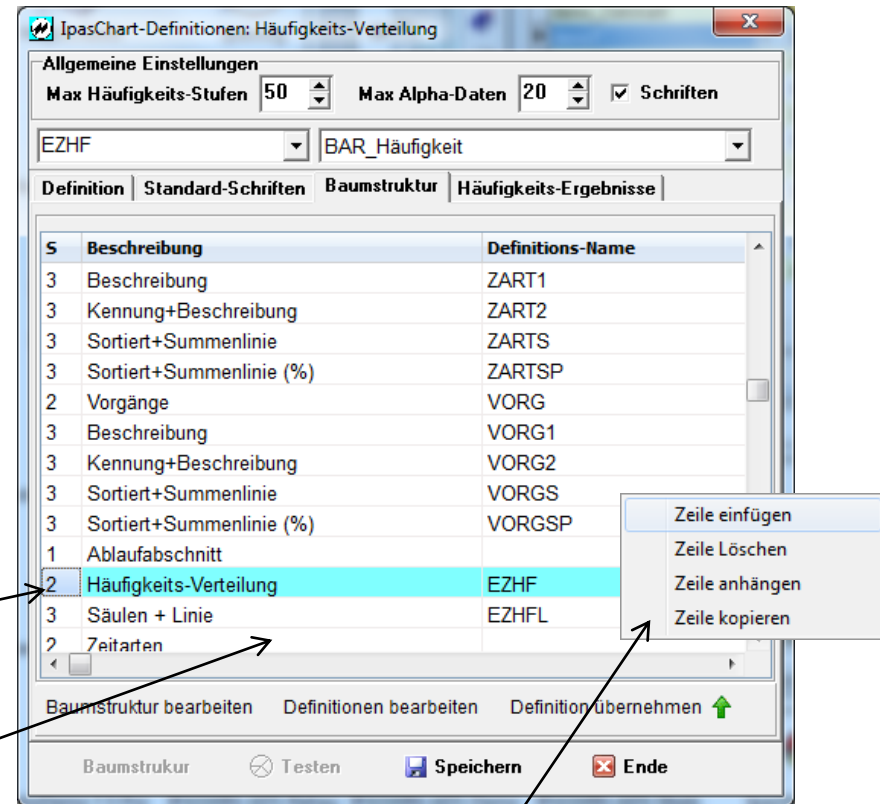 IpasChart-Definitionen: Häufigkeits-Verteilung
Allgemeine Einstellungen
Max Häufigkeits-Stufen 50 Max Alpha-Daten 20 Schriften
EZHF BAR_Häufigkeit
Definition Standard-Schriften Baumstruktur Häufigkeits-Ergebnisse
S Beschreibung Definitions-Name
3 Beschreibung ZART1
3 Kennung+Beschreibung ZART2
3 Sortiert+Summenlinie ZARTS
3 Sortiert+Summenlinie (%) ZARTSP
2 Vorgänge VORG
3 Beschreibung VORG1
3 Kennung+Beschreibung VORG2
3 Sortiert+Summenlinie VORGS
3 Sortiert+Summenlinie (%) VORGSP
1 Ablaufabschnitt
2 Häufigkeits-Verteilung EZHF
3 Säulen + Linie EZHFL
2 Zeitarten
Zeile einfügen
Zeile Löschen
Zeile anhängen
Zeile kopieren
Baumstruktur bearbeiten Definitionen bearbeiten Definition übernehmen
Baumstrukur Testen Speichern Ende